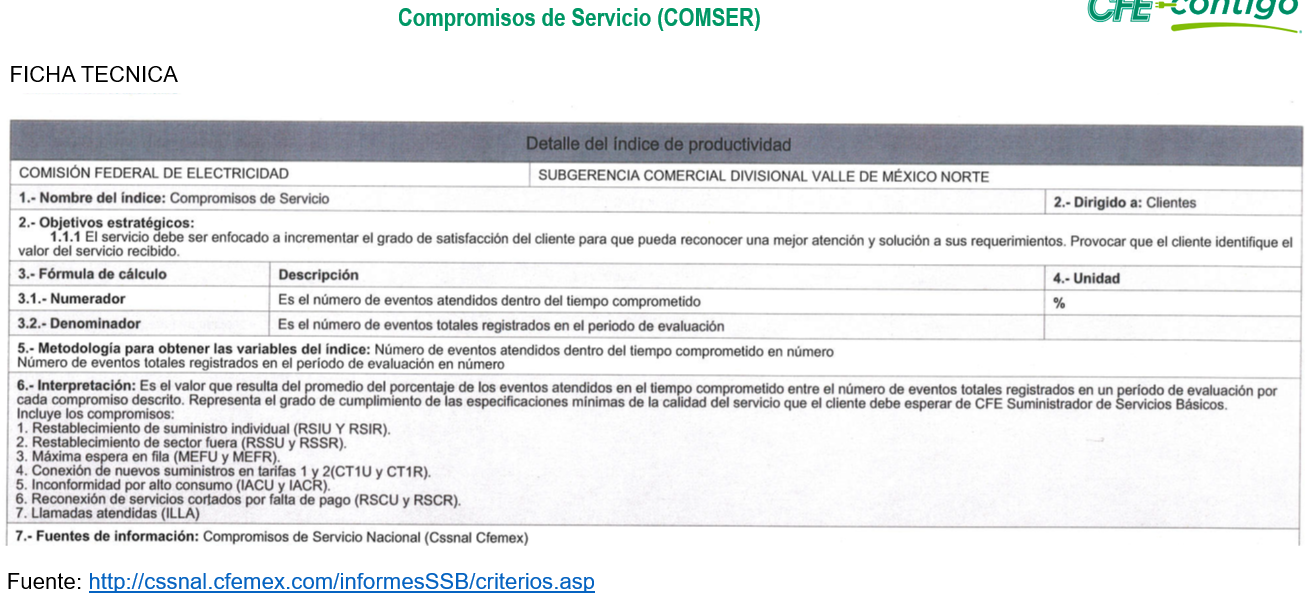 Compromisos de Servicio (COMSER)
CFE contigo
FICHA TECNICA
Detalle del índice de productividad
COMISIÓN FEDERAL DE ELECTRICIDAD
SUBGERENCIA COMERCIAL DIVISIONAL VALLE DE MÉXICO NORTE
1.- Nombre del índice: Compromisos de Servicio
2.- Dirigido a: Clientes
2.- Objetivos estratégicos:
1.1.1 El servicio debe ser enfocado a incrementar el grado de satisfacción del cliente para que pueda reconocer una mejor atención y solución a sus requerimientos. Provocar que el cliente identifique el
valor del servicio recibido.
3.- Fórmula de cálculo
Descripción
4.- Unidad
3.1.- Numerador
Es el número de eventos atendidos dentro del tiempo comprometido
%
3.2.- Denominador
Es el número de eventos totales registrados en el periodo de evaluación
5.- Metodología para obtener las variables del índice: Número de eventos atendidos dentro del tiempo comprometido en número
Número de eventos totales registrados en el período de evaluación en número
6.- Interpretación: Es el valor que resulta del promedio del porcentaje de los eventos atendidos en el tiempo comprometido entre el número de eventos totales registrados en un período de evaluación por
cada compromiso descrito. Representa el grado de cumplimiento de las especificaciones mínimas de la calidad del servicio que el cliente debe esperar de CFE Suministrador de Servicios Básicos.
Incluye los compromisos:
1. Restablecimiento de suministro individual (RSIU Y RSIR).
2. Restablecimiento de sector fuera (RSSU y RSSR).
3. Máxima espera en fila (MEFU y MEFR).
4. Conexión de nuevos suministros en tarifas 1 y 2(CT1U y CT1R).
5. Inconformidad por alto consumo (IACU y IACR).
6. Reconexión de servicios cortados por falta de pago (RSCU y RSCR).
7. Llamadas atendidas (ILLA)
7.- Fuentes de información: Compromisos de Servicio Nacional (Cssnal Cfemex)
Fuente: http://cssnal.cfemex.com/informesSSB/criterios.asp